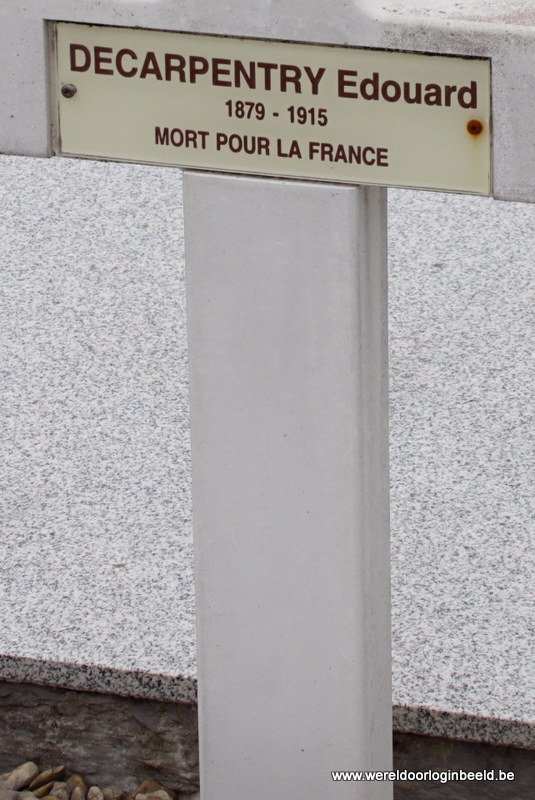 DECARPENTRY Edouard
1879 - 1915
MORT POUR LA FRANCE
www.wereldoorloginbeeld.be